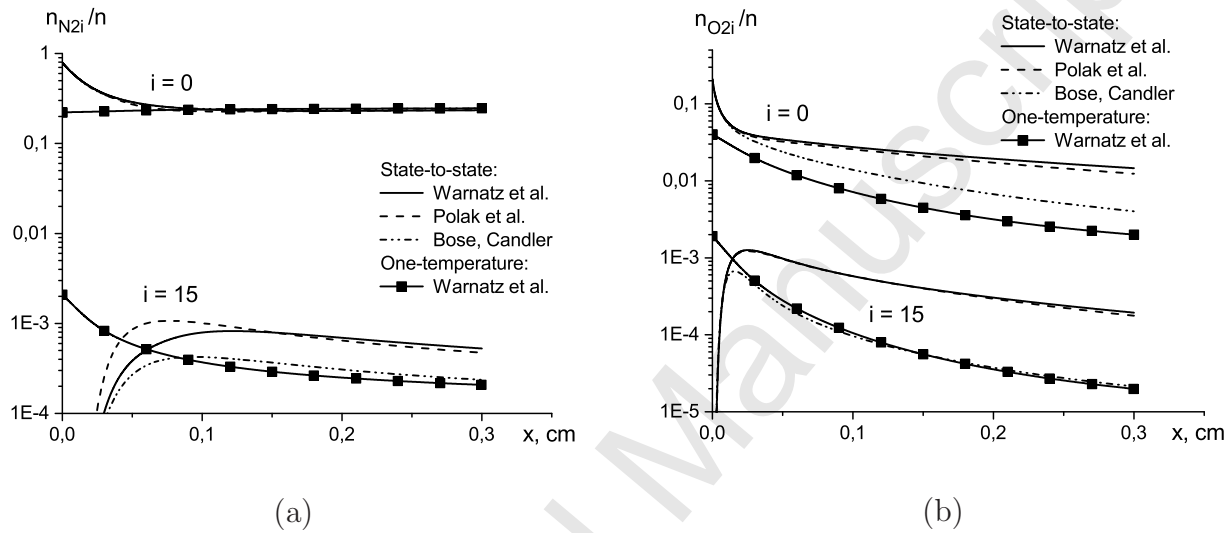 n_N2i/n
1
0,1
0,01
1E-3
1E-4
i = 0
State-to-state:
Warnatz et al.
Polak et al.
Bose, Candler
One-temperature:
Warnatz et al.
i = 15
0,0
0,1
0,2
0,3
x, cm
(a)
n_O2i/n
State-to-state:
Warnatz et al.
Polak et al.
Bose, Candler
One-temperature:
Warnatz et al.
0,1
0,01
1E-3
1E-4
1E-5
i = 0
i = 15
0,0
0,1
0,2
0,3
x, cm
(b)
Manuscrip